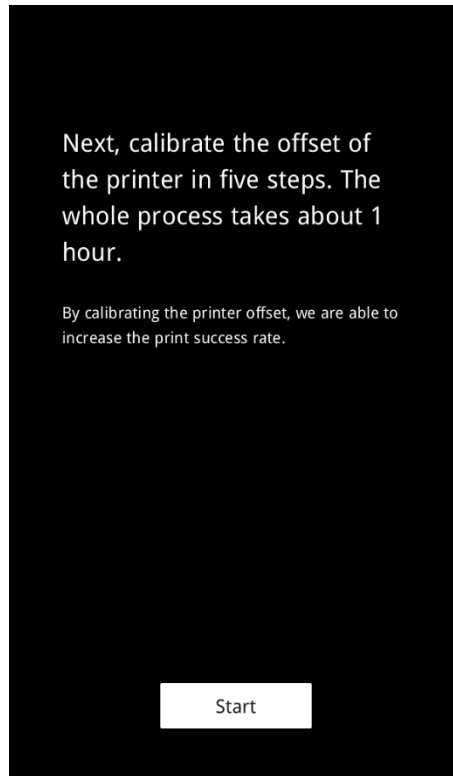 Next, calibrate the offset of
the printer in five steps. The
whole process takes about 1
hour.
By calibrating the printer offset, we are able to
increase the print success rate.
Start